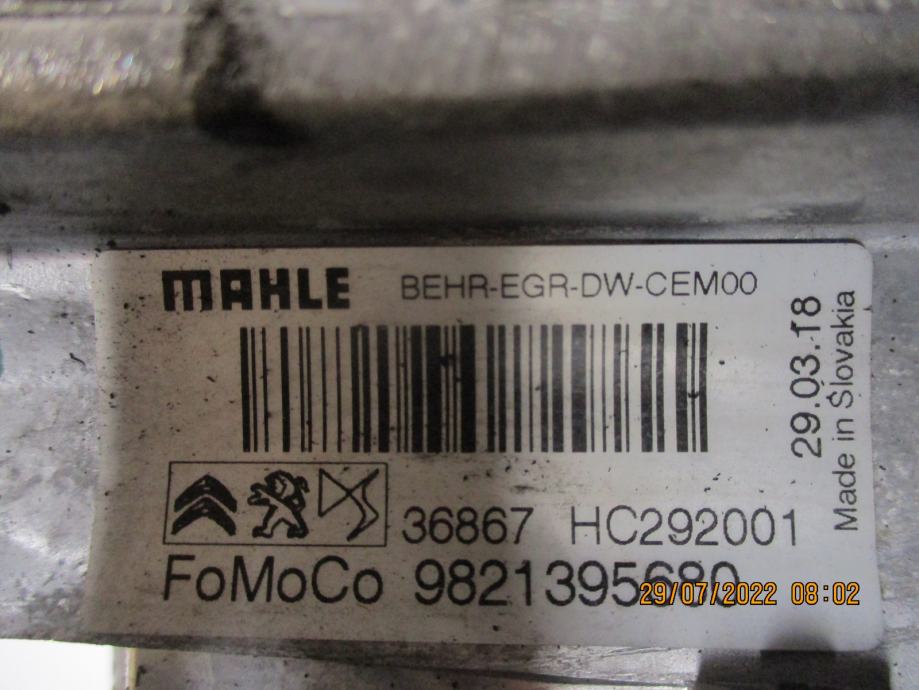 MAHLE BEHR-EGR-DW-CEM00
29.03.18
Made in Slovakia
36867 HC292001
FoMoCo 9821395680
29/07/2022 08:02